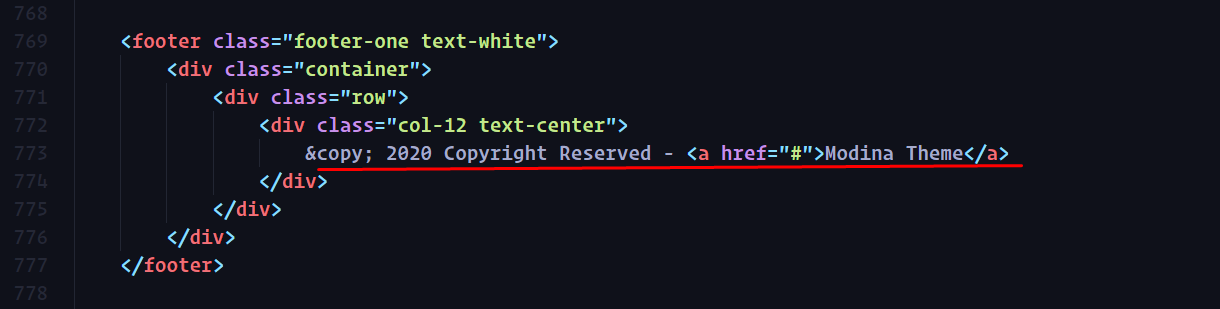 768
769 <footer class="footer-one text-white">
770 <div class="container">
771 <div class="row">
772 <div class="col-12 text-center">
773 &copy; 2020 Copyright Reserved - <a href="#">Modina Theme</a>
774 </div>
775 </div>
776 </div>
777 </footer>
778